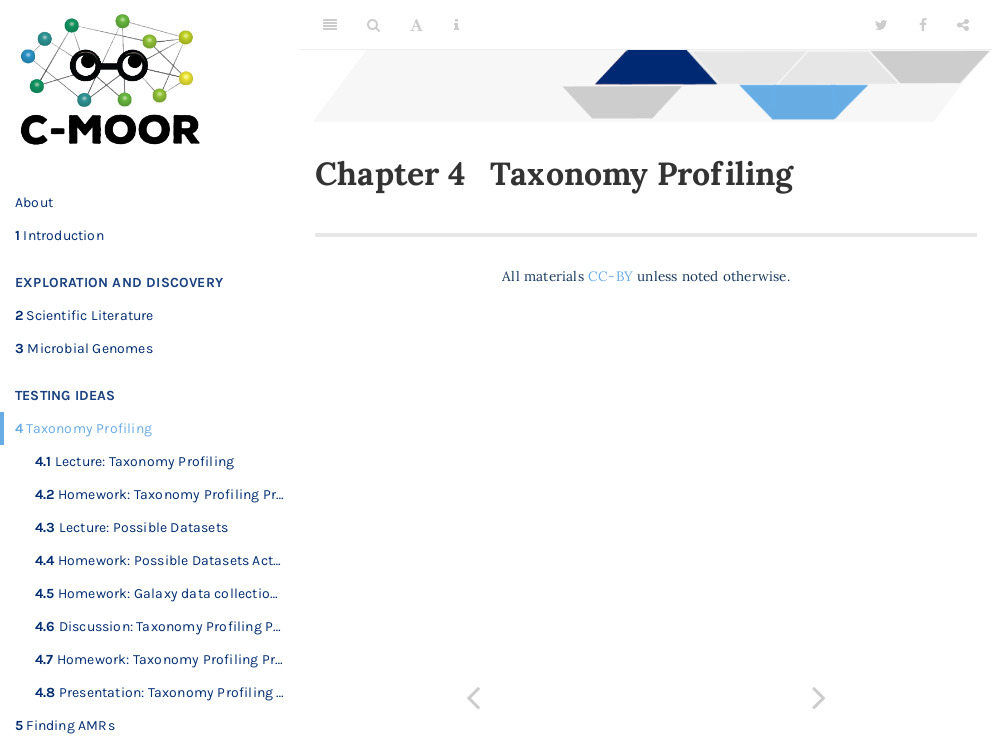 C-MOOR
About
1 Introduction
EXPLORATION AND DISCOVERY
2 Scientific Literature
3 Microbial Genomes
TESTING IDEAS
4 Taxonomy Profiling
4.1 Lecture: Taxonomy Profiling
4.2 Homework: Taxonomy Profiling Pr...
4.3 Lecture: Possible Datasets
4.4 Homework: Possible Datasets Act...
4.5 Homework: Galaxy data collectio...
4.6 Discussion: Taxonomy Profiling P...
4.7 Homework: Taxonomy Profiling Pr...
4.8 Presentation: Taxonomy Profiling ...
5 Finding AMRs
A
Chapter 4 Taxonomy Profiling
All materials CC-BY unless noted otherwise.